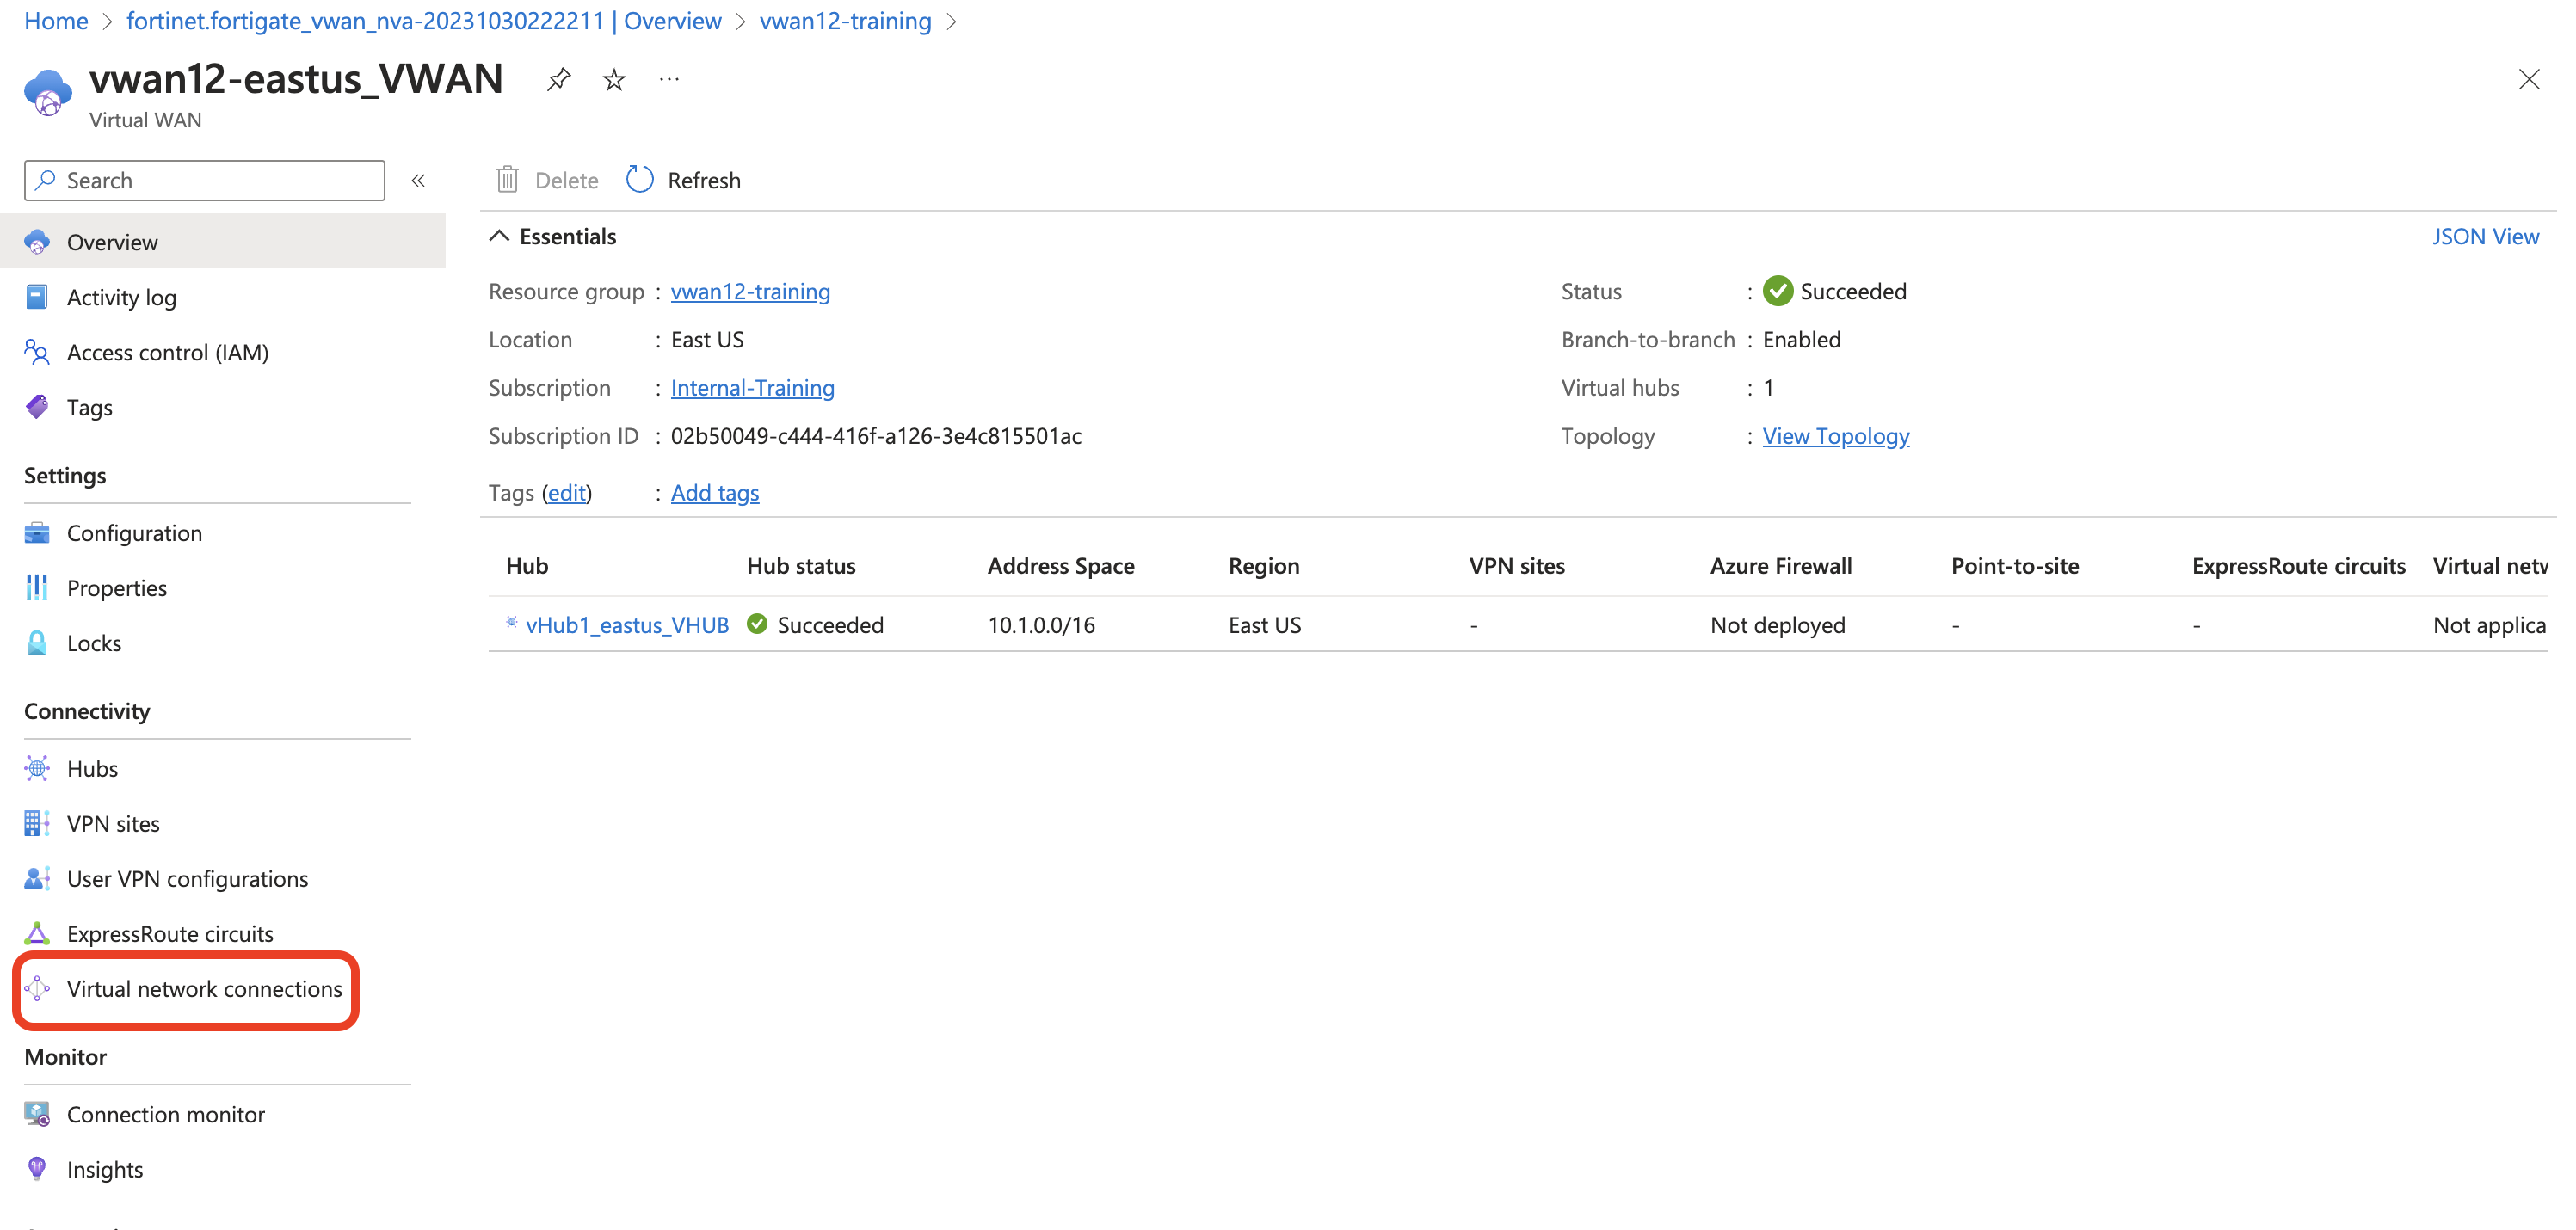 Home > fortinet.fortigate_vwan_nva-20231030222211 | Overview > vwan12-training >
vwan12-eastus_VWAN
Virtual WAN
Search
Overview
Activity log
Access control (IAM)
Tags
Settings
Configuration
Properties
Locks
Connectivity
Hubs
VPN sites
User VPN configurations
ExpressRoute circuits
Virtual network connections
Monitor
Connection monitor
Insights
Delete Refresh
Essentials JSON View
Resource group : vwan12-training
Location : East US
Subscription : Internal-Training
Subscription ID : 02b50049-c444-416f-a126-3e4c815501ac
Tags (edit) : Add tags
Status : Succeeded
Branch-to-branch : Enabled
Virtual hubs : 1
Topology : View Topology
Hub Hub status Address Space Region VPN sites Azure Firewall Point-to-site ExpressRoute circuits Virtual netw
vHub1_eastus_VHUB Succeeded 10.1.0.0/16 East US - Not deployed - - Not applica